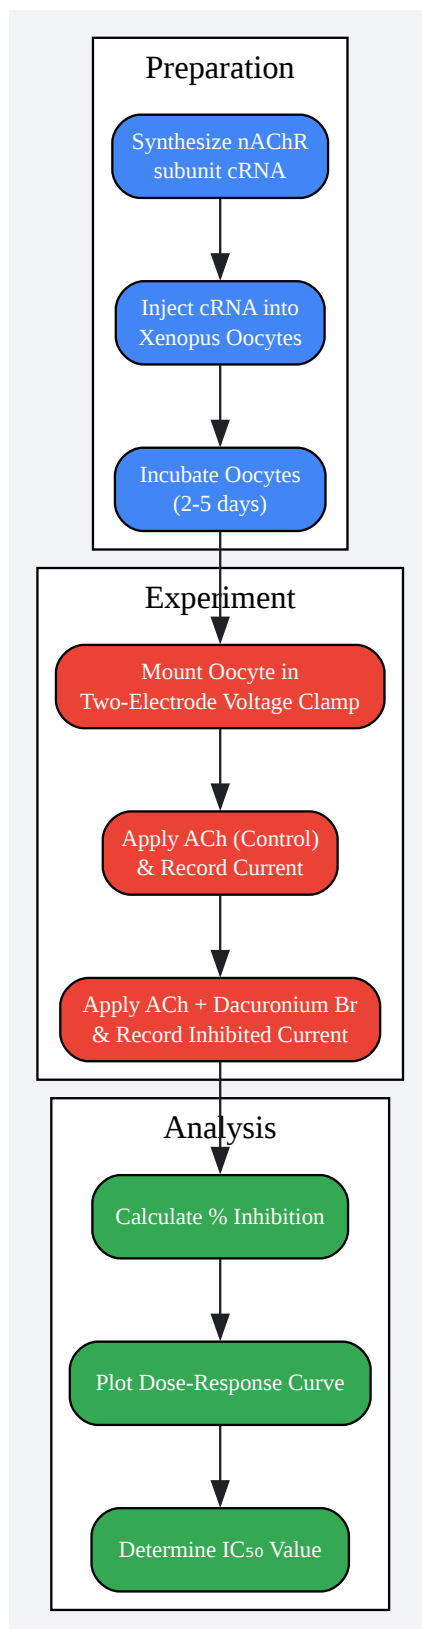 Preparation
Synthesize nAChR
subunit cRNA
Inject cRNA into
Xenopus Oocytes
Incubate Oocytes
(2-5 days)
Experiment
Mount Oocyte in
Two-Electrode Voltage Clamp
Apply ACh (Control)
& Record Current
Apply ACh + Dacuronium Br
& Record Inhibited Current
Analysis
Calculate % Inhibition
Plot Dose-Response Curve
Determine IC₅₀ Value